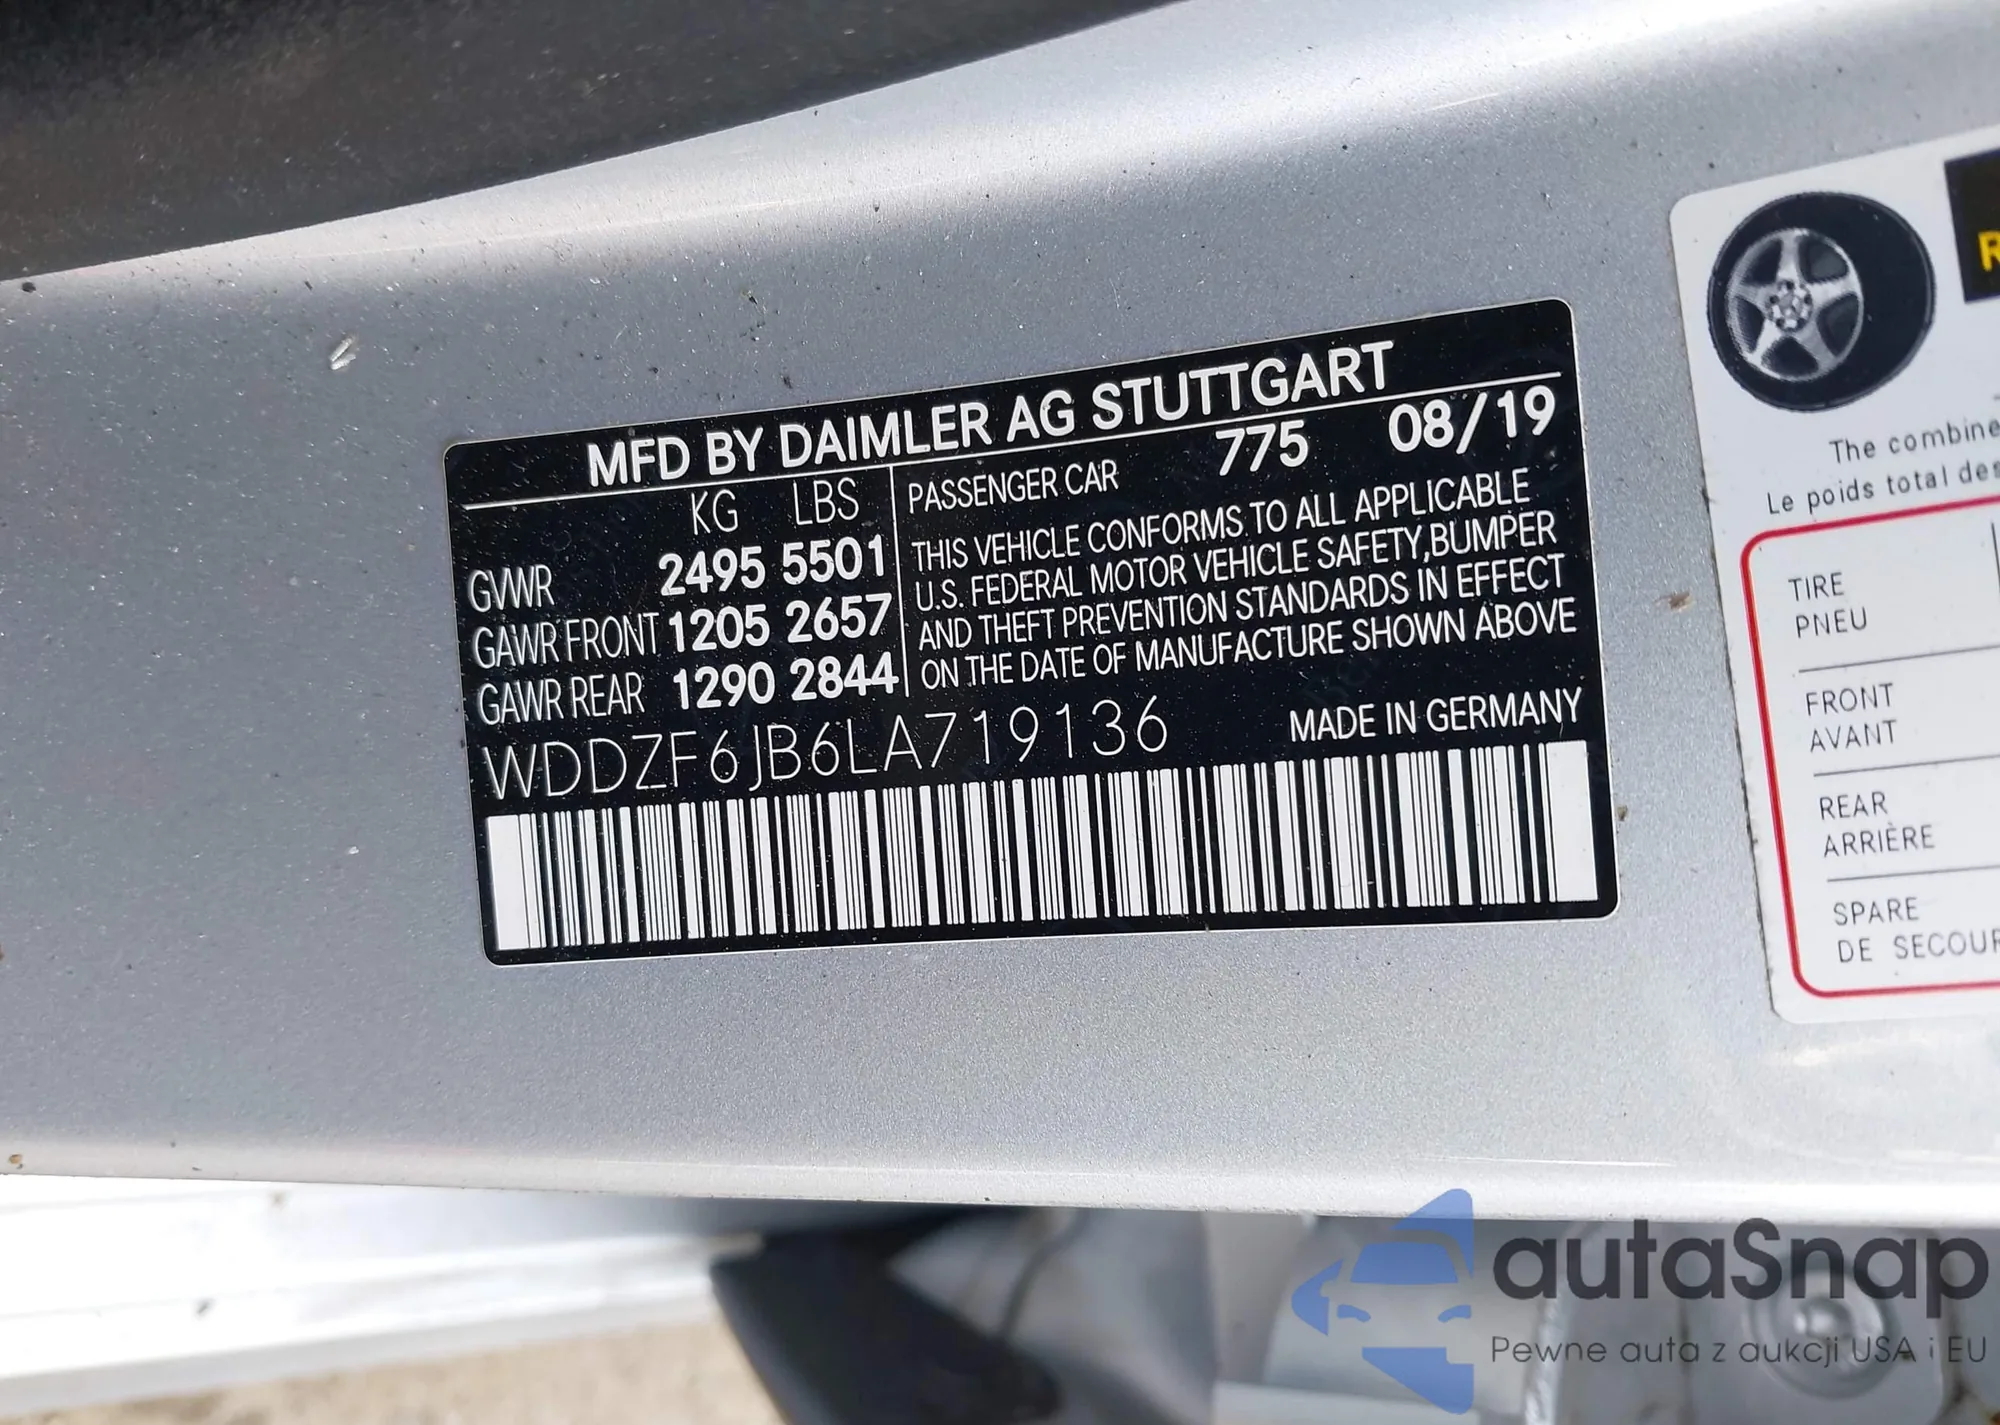 MFD BY DAIMLER AG STUTTGART
KG LBS
GVWR 2495 5501
GAWR FRONT 1205 2657
GAWR REAR 1290 2844
PASSENGER CAR 775 08/19
THIS VEHICLE CONFORMS TO ALL APPLICABLE
U.S. FEDERAL MOTOR VEHICLE SAFETY,BUMPER
AND THEFT PREVENTION STANDARDS IN EFFECT
ON THE DATE OF MANUFACTURE SHOWN ABOVE
WDDZF6JB6LA719136 MADE IN GERMANY
The combine
Le poids total des
TIRE
PNEU
FRONT
AVANT
REAR
ARRIÈRE
SPARE
DE SECOUR
autaSnap
Pewne auta z aukcji USA i EU